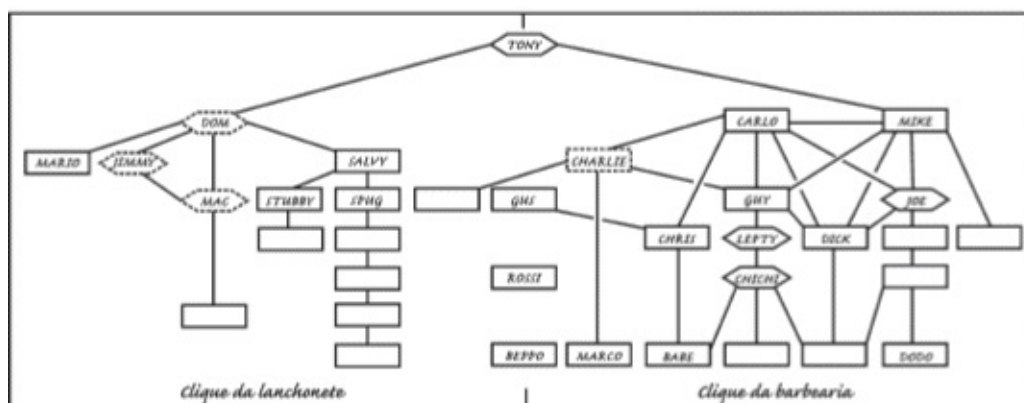 TONY
DOM
CARLO
MIKE
MARIO
JIMMY
SALVY
CHARLIE
MAC
STUBBY
SPUG
GUS
GUY
JOE
CHRIS
LEFTY
DICK
ROSSI
CHICHI
BEPPO
MARCO
BABE
DODO
Clique da lanchonete
Clique da barbearia